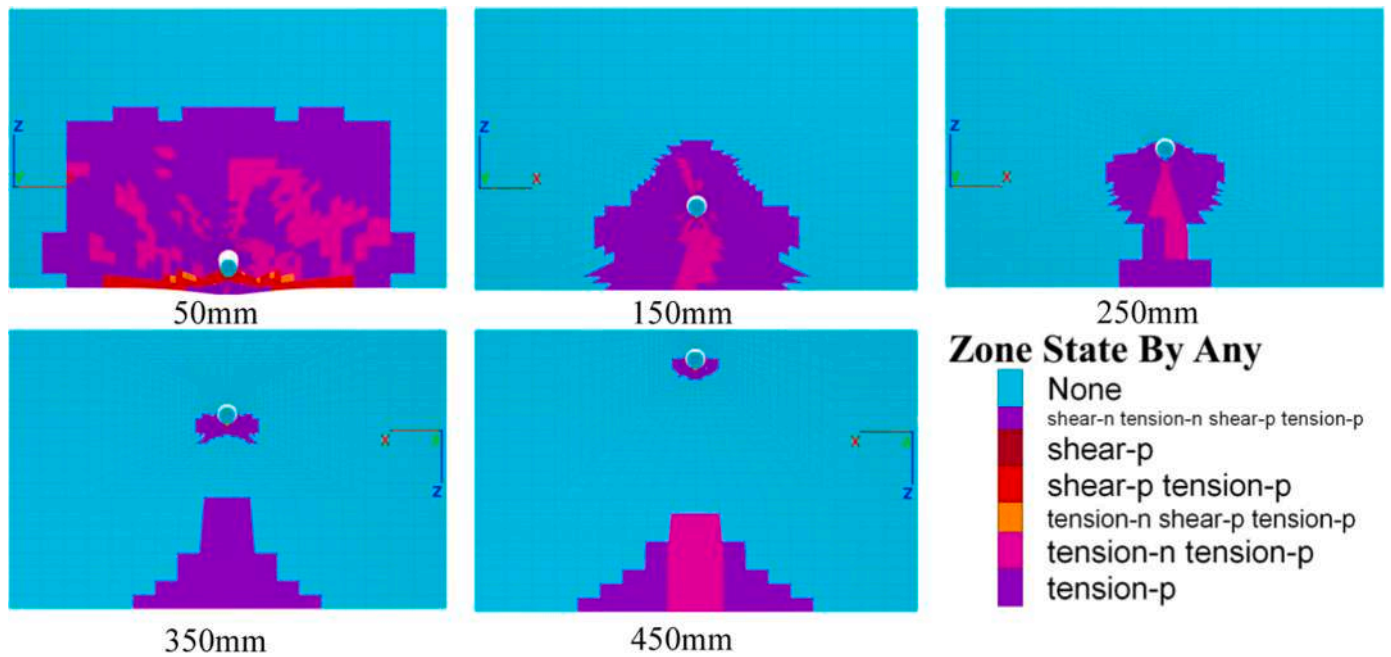 Z
Y
Z
Y X
Z
Y X
50mm
150mm
250mm
X Y
Z
X Y
Z
Zone State By Any
None
shear-n tension-n shear-p tension-p
shear-p
shear-p tension-p
tension-n shear-p tension-p
tension-n tension-p
tension-p
350mm
450mm